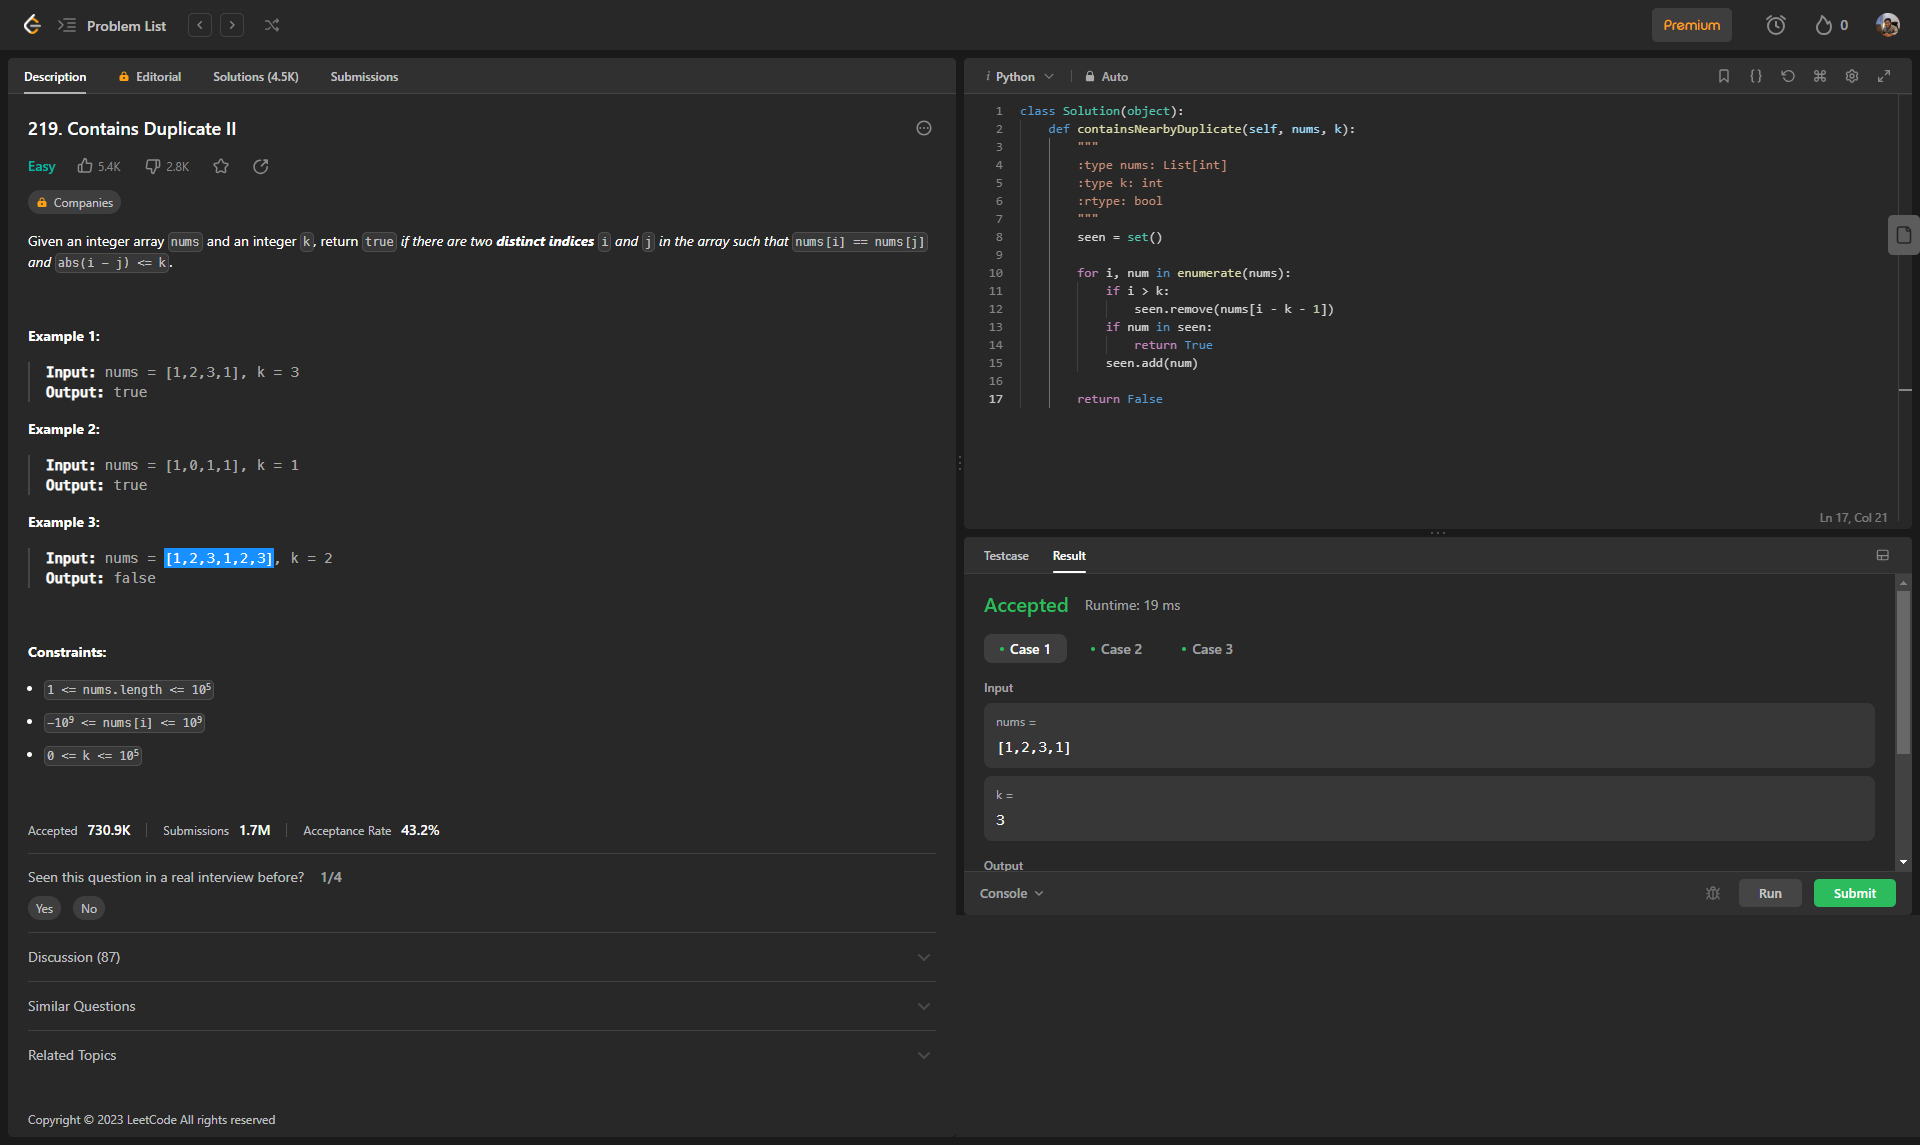 Problem List
Premium
0
Description Editorial Solutions (4.5K) Submissions
219. Contains Duplicate II
Easy 5.4K 2.8K
Companies
Given an integer array nums and an integer k, return true if there are two distinct indices i and j in the array such that nums[i] == nums[j]
and abs(i - j) <= k.
Example 1:
Input: nums = [1,2,3,1], k = 3
Output: true
Example 2:
Input: nums = [1,0,1,1], k = 1
Output: true
Example 3:
Input: nums = [1,2,3,1,2,3], k = 2
Output: false
Constraints:
1 <= nums.length <= 10⁵
-10⁹ <= nums[i] <= 10⁹
0 <= k <= 10⁵
Accepted 730.9K Submissions 1.7M Acceptance Rate 43.2%
Seen this question in a real interview before? 1/4
Yes No
Discussion (87)
Similar Questions
Related Topics
Copyright © 2023 LeetCode All rights reserved
i Python Auto
1 class Solution(object):
2 def containsNearbyDuplicate(self, nums, k):
3 """
4 :type nums: List[int]
5 :type k: int
6 :rtype: bool
7 """
8 seen = set()
9
10 for i, num in enumerate(nums):
11 if i > k:
12 seen.remove(nums[i - k - 1])
13 if num in seen:
14 return True
15 seen.add(num)
16
17 return False
Ln 17, Col 21
Testcase Result
Accepted Runtime: 19 ms
Case 1 Case 2 Case 3
Input
nums =
[1,2,3,1]
k =
3
Output
Console Run Submit